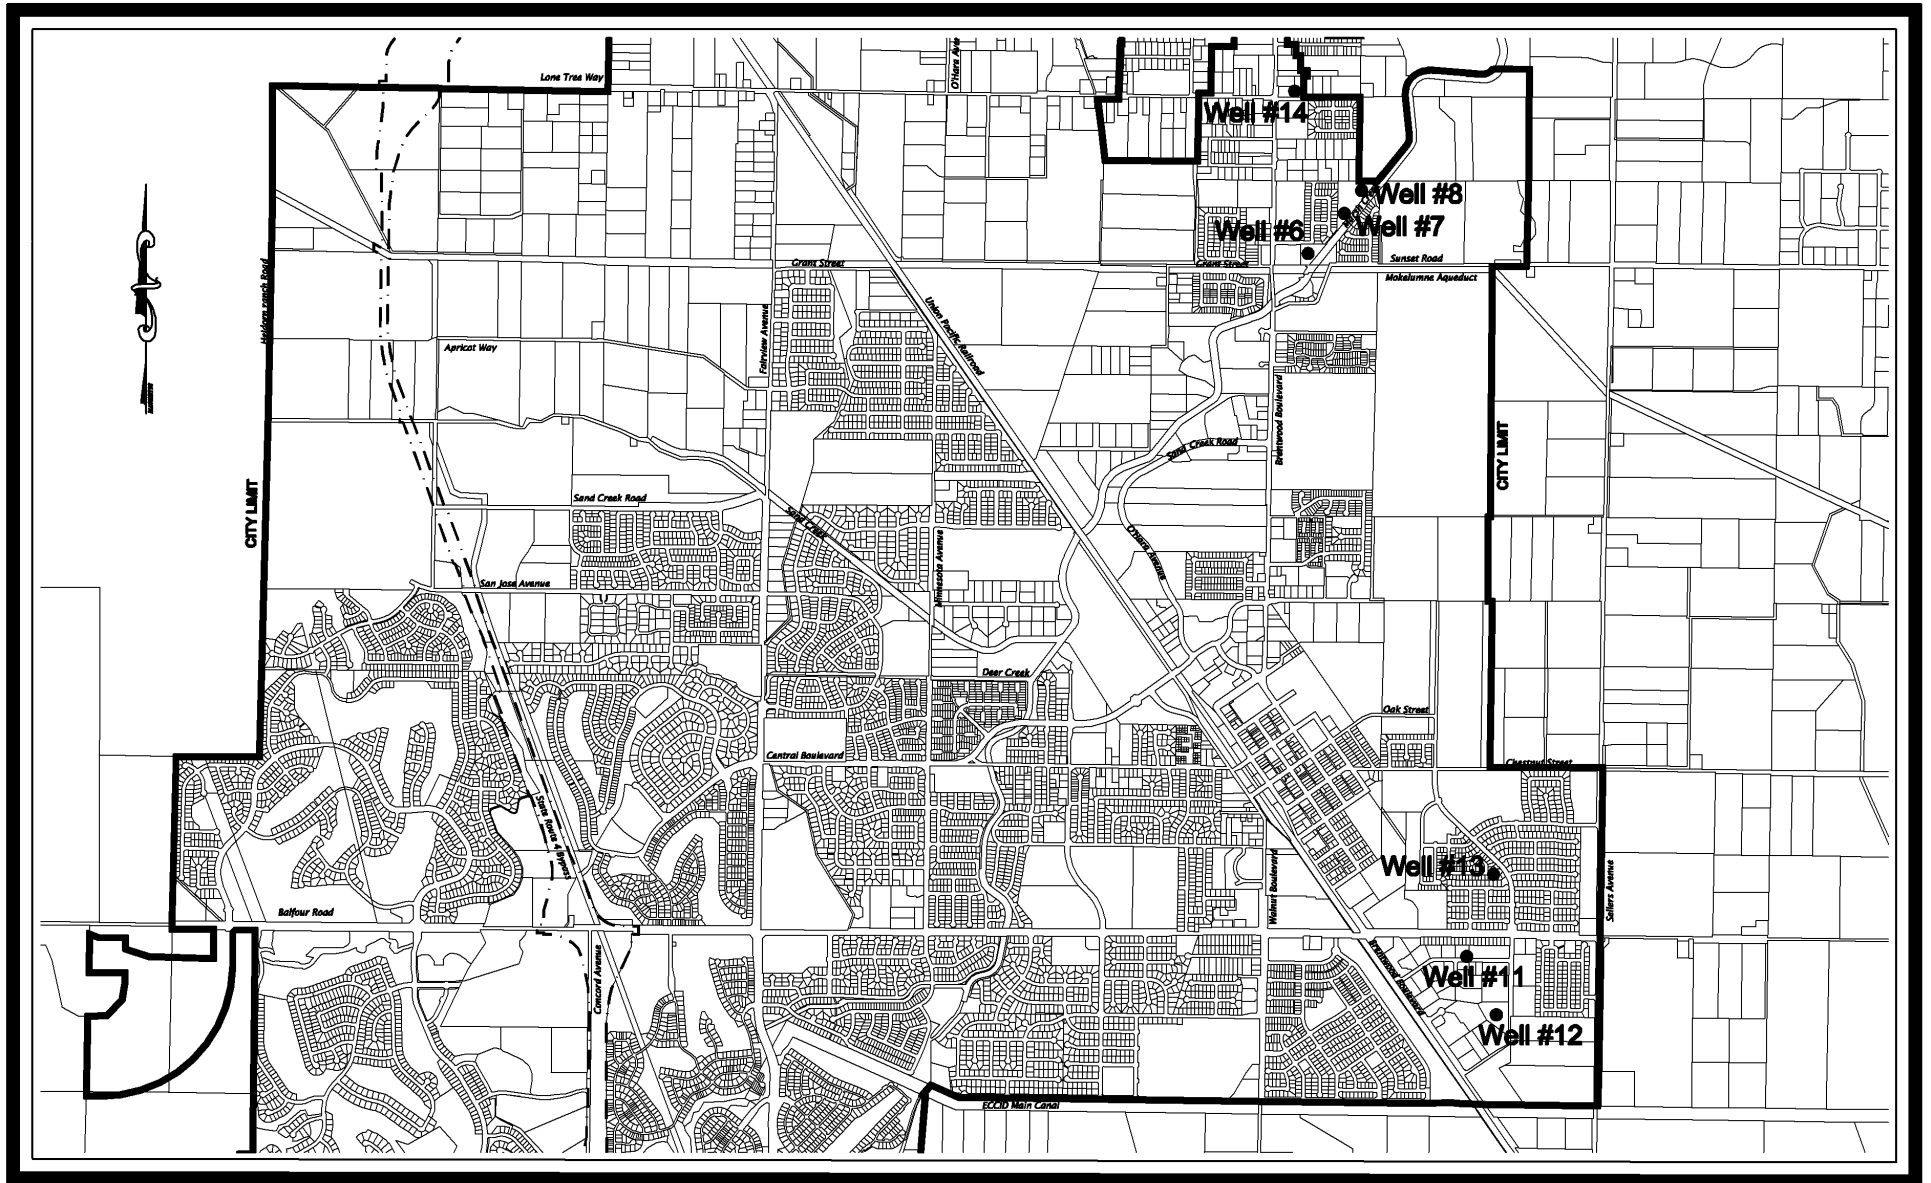 Lone Tree Way
O'Hara Ave
Well #14
Well #8
Well #7
Well #6
Grant Street
Grant Street
Sunset Road
Mokelumne Aqueduct
Heidorn ranch Road
Fairview Avenue
Union Pacific Railroad
Apricot Way
Brentwood Boulevard
Sand Creek Road
CITY LIMIT
CITY LIMIT
Sand Creek Road
Sand Creek
O'Hara Avenue
Minnesota Avenue
San Jose Avenue
Deer Creek
Oak Street
Central Boulevard
Chestnut Street
State Route 4 Bypass
Well #13
Walnut Boulevard
Sellers Avenue
Balfour Road
Concord Avenue
Brentwood Boulevard
Well #11
Well #12
ECCID Main Canal